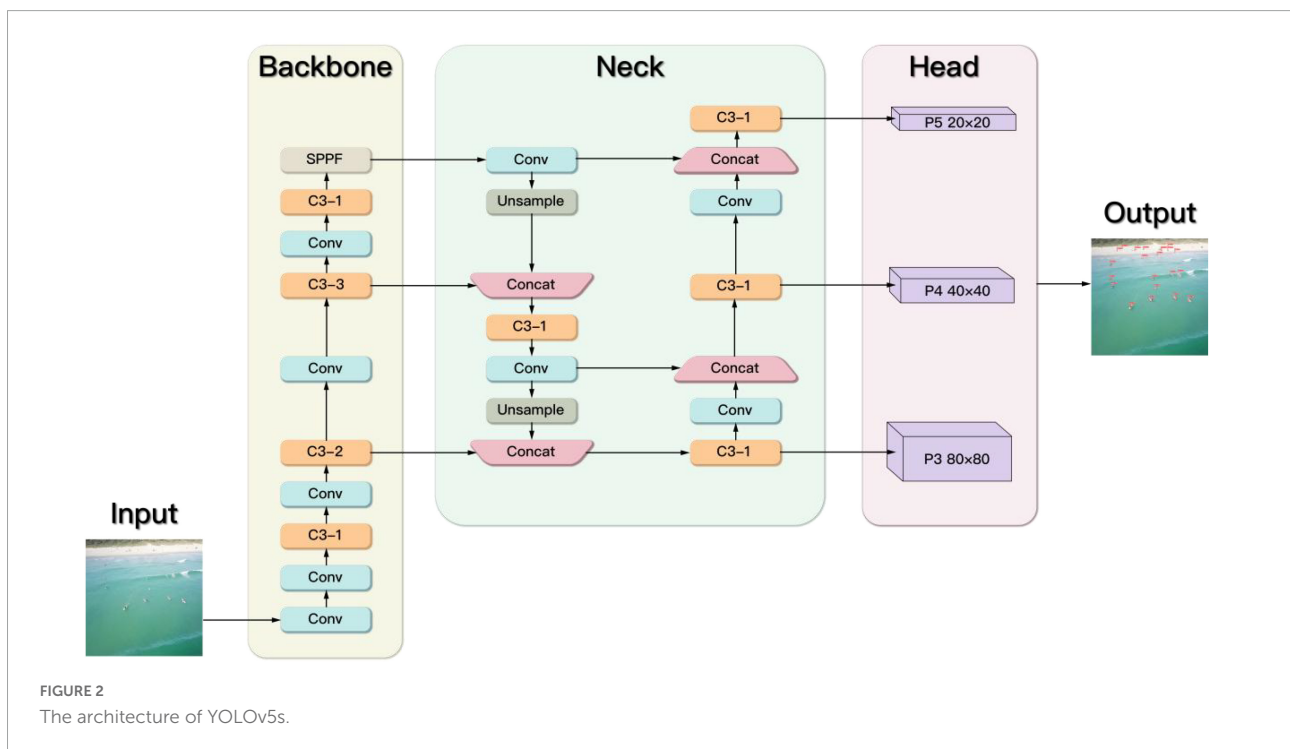 Backbone
Neck
Head
C3-1
P5 20×20
SPPF
Conv
Concat
C3-1
Unsample
Conv
Output
Conv
C3-3
Concat
C3-1
P4 40×40
C3-1
Conv
Conv
Concat
Unsample
Conv
C3-2
Concat
C3-1
P3 80×80
Conv
Input
C3-1
Conv
Conv
FIGURE 2
The architecture of YOLOv5s.